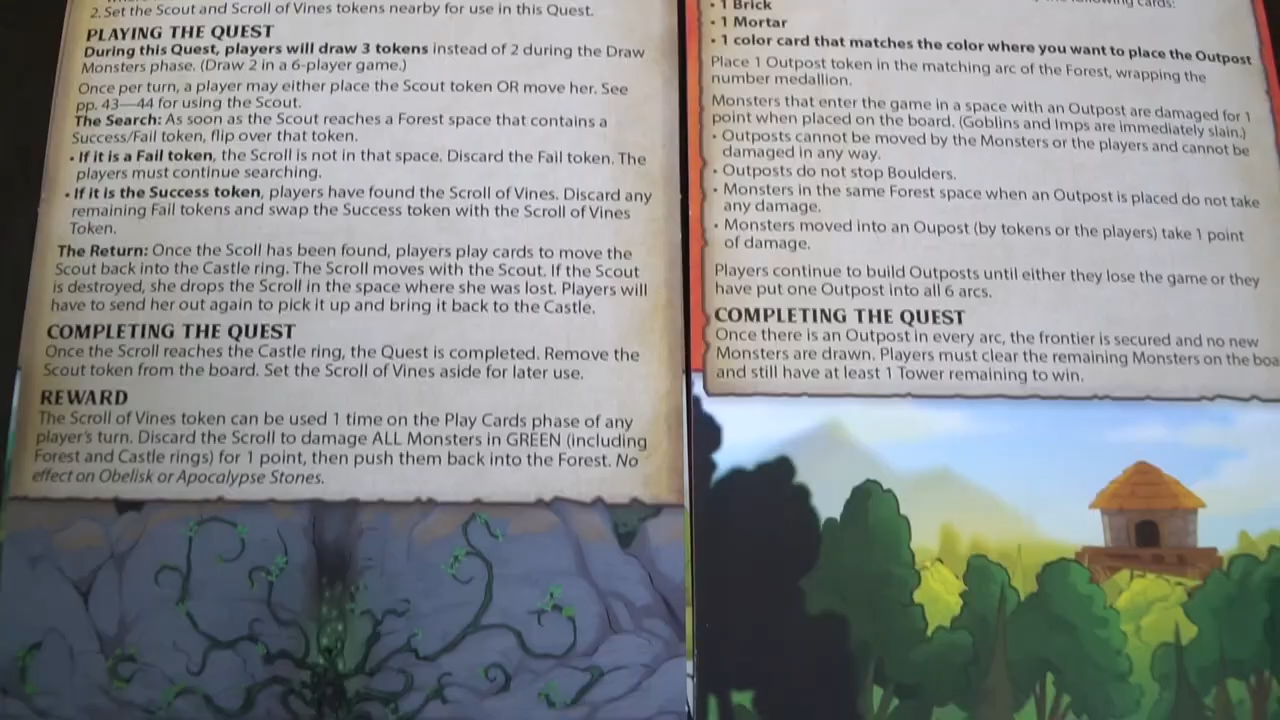 2. Set the Scout and Scroll of Vines tokens nearby for use in this Quest.
PLAYING THE QUEST
During this Quest, players will draw 3 tokens instead of 2 during the Draw
Monsters phase. (Draw 2 in a 6-player game.)
Once per turn, a player may either place the Scout token OR move her. See
pp. 43—44 for using the Scout.
The Search: As soon as the Scout reaches a Forest space that contains a
Success/Fail token, flip over that token.
• If it is a Fail token, the Scroll is not in that space. Discard the Fail token. The
players must continue searching.
• If it is the Success token, players have found the Scroll of Vines. Discard any
remaining Fail tokens and swap the Success token with the Scroll of Vines
Token.
The Return: Once the Scoll has been found, players play cards to move the
Scout back into the Castle ring. The Scroll moves with the Scout. If the Scout
is destroyed, she drops the Scroll in the space where she was lost. Players will
have to send her out again to pick it up and bring it back to the Castle.
COMPLETING THE QUEST
Once the Scroll reaches the Castle ring, the Quest is completed. Remove the
Scout token from the board. Set the Scroll of Vines aside for later use.
REWARD
The Scroll of Vines token can be used 1 time on the Play Cards phase of any
player's turn. Discard the Scroll to damage ALL Monsters in GREEN (including
Forest and Castle rings) for 1 point, then push them back into the Forest. No
effect on Obelisk or Apocalypse Stones.
following cards:
• 1 Brick
• 1 Mortar
• 1 color card that matches the color where you want to place the Outpost
Place 1 Outpost token in the matching arc of the Forest, wrapping the
number medallion.
Monsters that enter the game in a space with an Outpost are damaged for 1
point when placed on the board. (Goblins and Imps are immediately slain.)
• Outposts cannot be moved by the Monsters or the players and cannot be
damaged in any way.
• Outposts do not stop Boulders.
• Monsters in the same Forest space when an Outpost is placed do not take
any damage.
• Monsters moved into an Oupost (by tokens or the players) take 1 point
of damage.
Players continue to build Outposts until either they lose the game or they
have put one Outpost into all 6 arcs.
COMPLETING THE QUEST
Once there is an Outpost in every arc, the frontier is secured and no new
Monsters are drawn. Players must clear the remaining Monsters on the boa
and still have at least 1 Tower remaining to win.